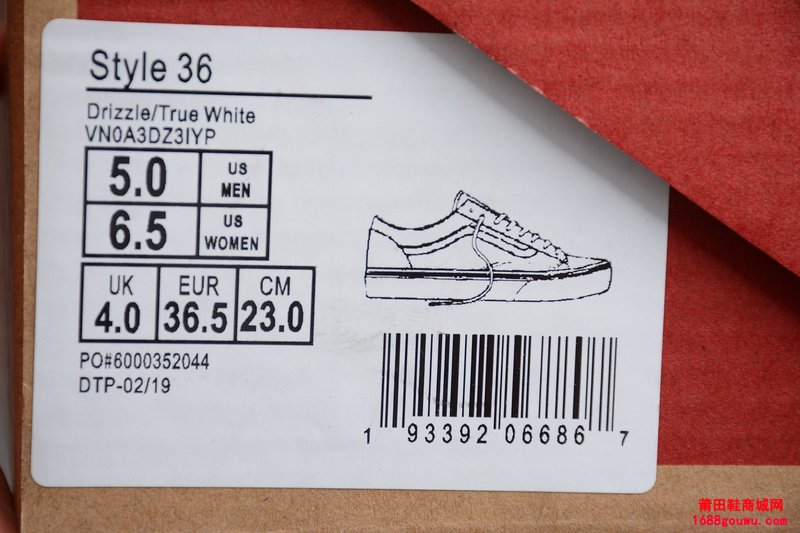 Style 36
Drizzle/True White
VN0A3DZ3IYP
5.0 US MEN
6.5 US WOMEN
UK EUR CM
4.0 36.5 23.0
PO#6000352044
DTP-02/19
1 93392 06686 7
莆田鞋商城网
1688gouwu.com